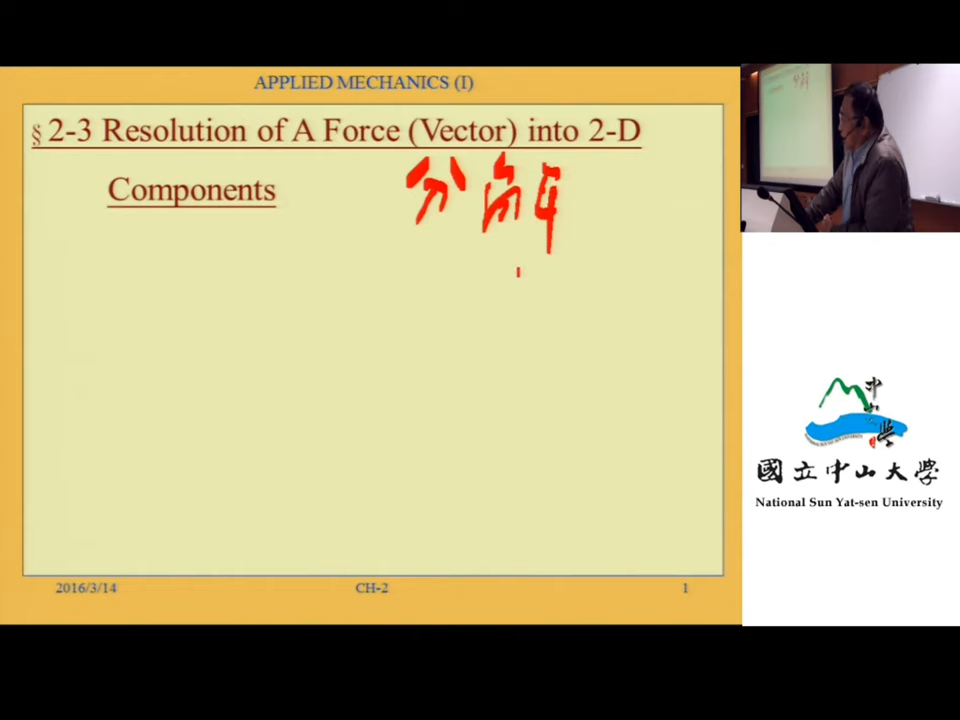 APPLIED MECHANICS (I)
§ 2-3 Resolution of A Force (Vector) into 2-D
Components
分解
2016/3/14
CH-2
1
國立中山大學
National Sun Yat-sen University